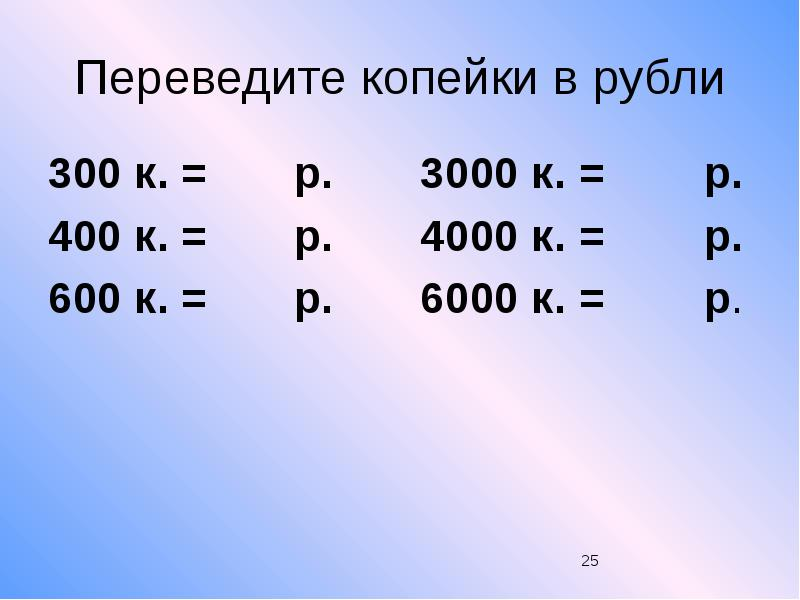 Переведите копейки в рубли
300 к. = р. 3000 к. = р.
400 к. = р. 4000 к. = р.
600 к. = р. 6000 к. = р.
25